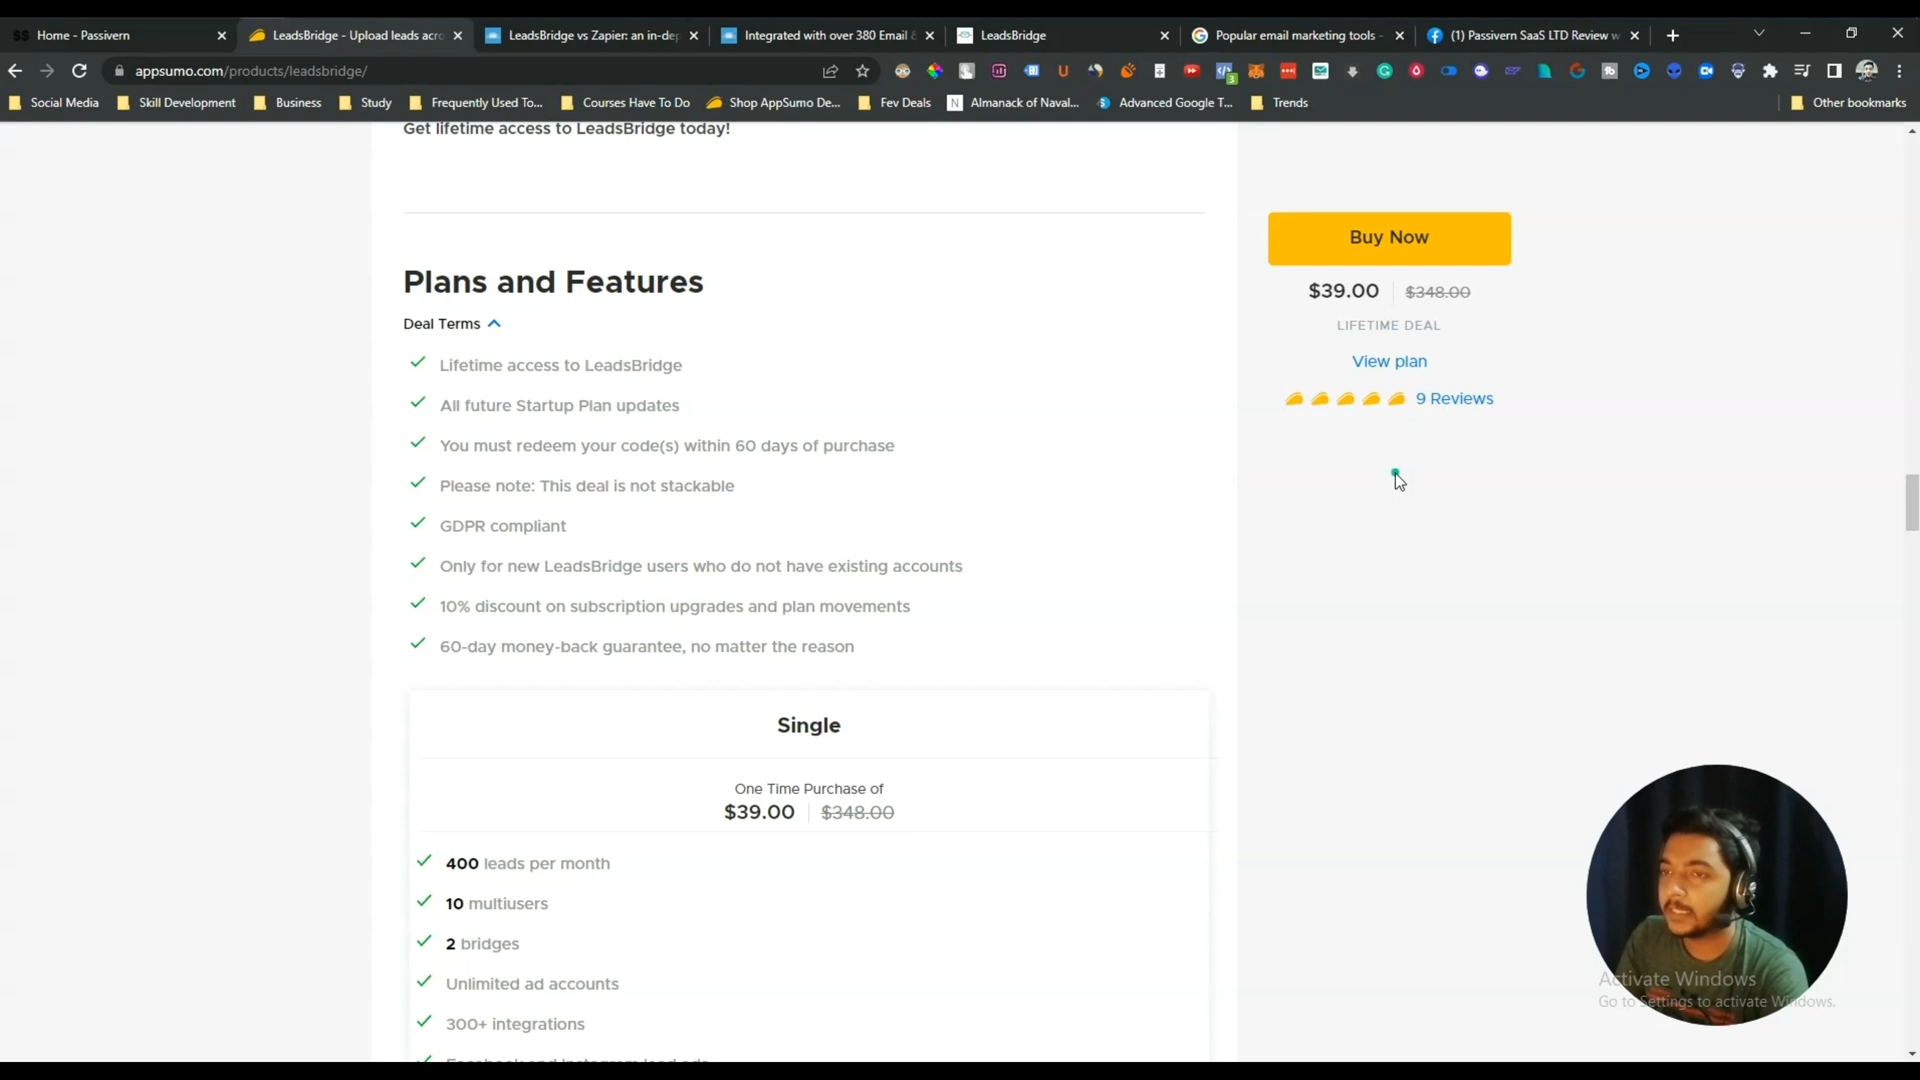 Home - Passivern
LeadsBridge - Upload leads acro
LeadsBridge vs Zapier: an in-dep
Integrated with over 380 Email &
LeadsBridge
Popular email marketing tools -
(1) Passivern SaaS LTD Review w
appsumo.com/products/leadsbridge/
Social Media
Skill Development
Business
Study
Frequently Used To...
Courses Have To Do
Shop AppSumo De...
Fev Deals
Almanack of Naval...
Advanced Google T...
Trends
Other bookmarks
Get lifetime access to LeadsBridge today!
Plans and Features
Deal Terms
Lifetime access to LeadsBridge
All future Startup Plan updates
You must redeem your code(s) within 60 days of purchase
Please note: This deal is not stackable
GDPR compliant
Only for new LeadsBridge users who do not have existing accounts
10% discount on subscription upgrades and plan movements
60-day money-back guarantee, no matter the reason
Single
One Time Purchase of
$39.00 $348.00
400 leads per month
10 multiusers
2 bridges
Unlimited ad accounts
300+ integrations
Facebook and Instagram lead ads
Buy Now
$39.00 $348.00
LIFETIME DEAL
View plan
9 Reviews
Activate Windows
Go to Settings to activate Windows.